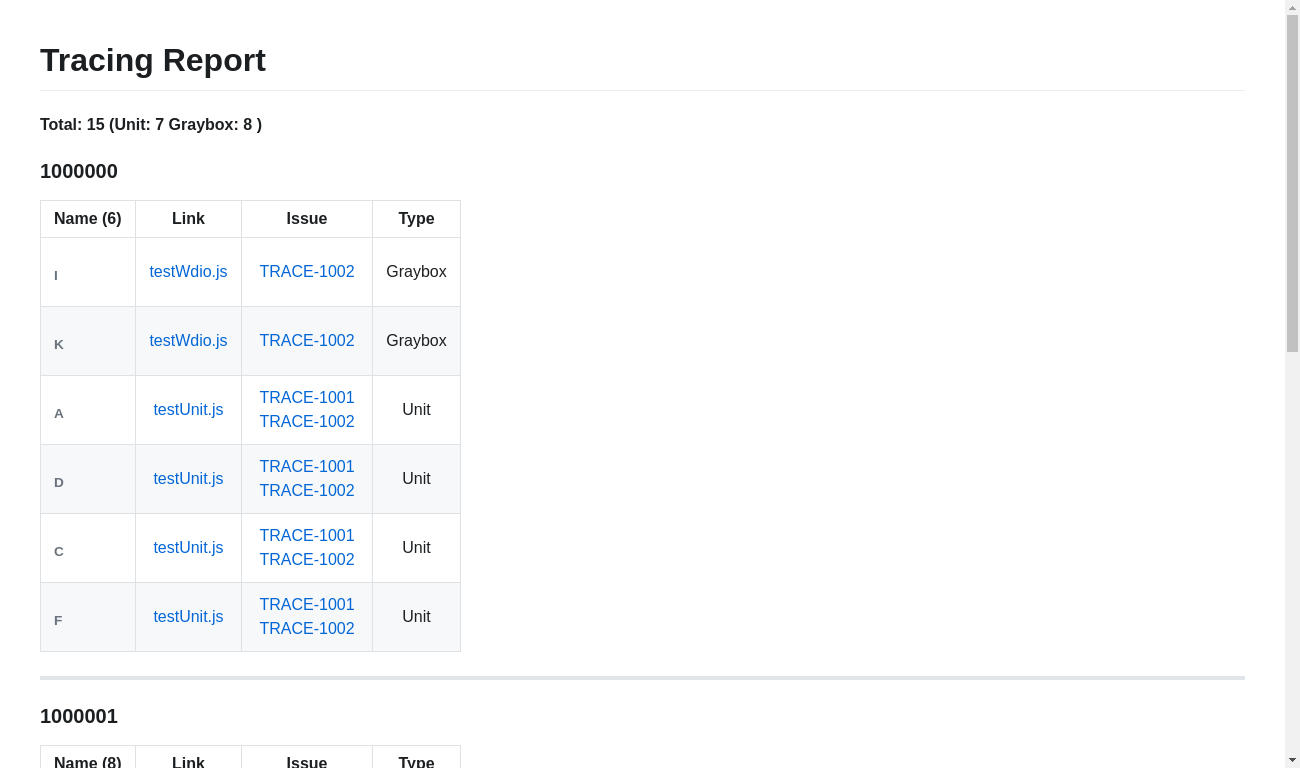 Tracing Report
Total: 15 (Unit: 7 Graybox: 8 )
1000000
Name (6) Link Issue Type
I testWdio.js TRACE-1002 Graybox
K testWdio.js TRACE-1002 Graybox
A testUnit.js TRACE-1001 Unit
TRACE-1002
D testUnit.js TRACE-1001 Unit
TRACE-1002
C testUnit.js TRACE-1001 Unit
TRACE-1002
F testUnit.js TRACE-1001 Unit
TRACE-1002
1000001
Name (8) Link Issue Type